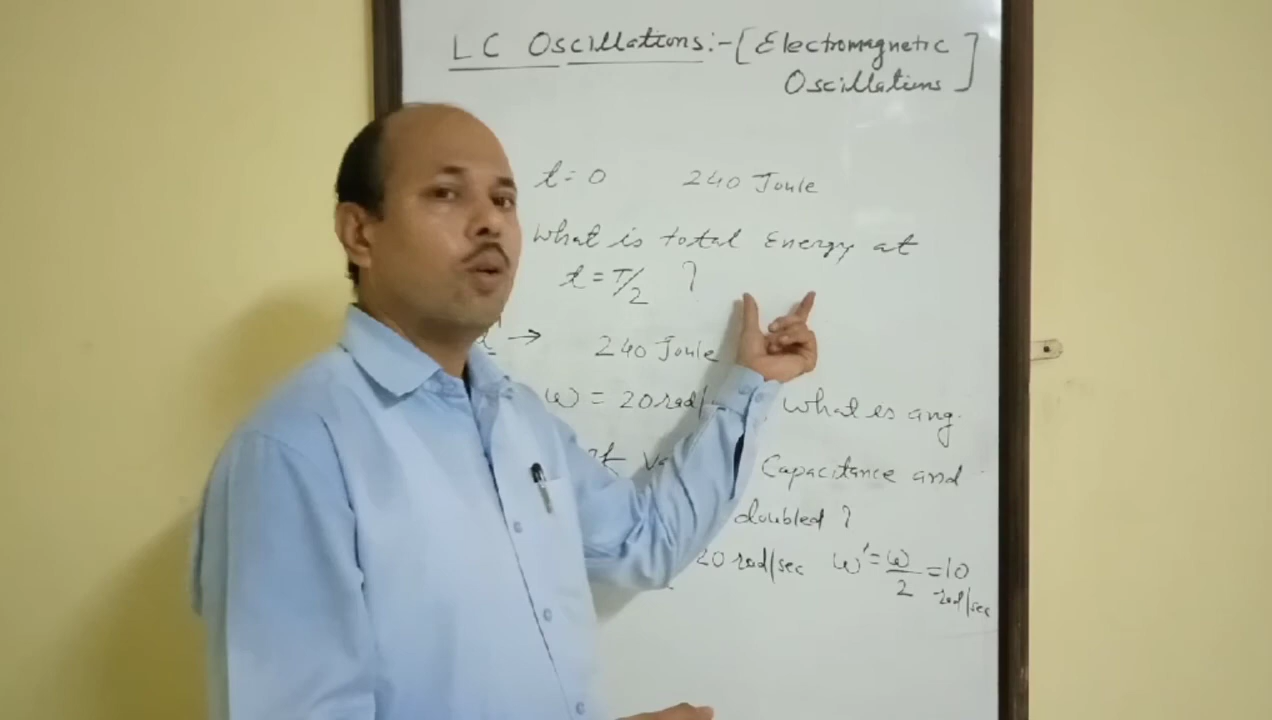 LC Oscillations:-[Electromagnetic
Oscillations]
t=0 240 Joule
What is total Energy at
t = T/2 ?
→ 240 Joule
ω = 20 rad/ , What is ang.
Capacitance and
doubled ?
20 rad/sec ω' = ω/2 = 10 rad/sec